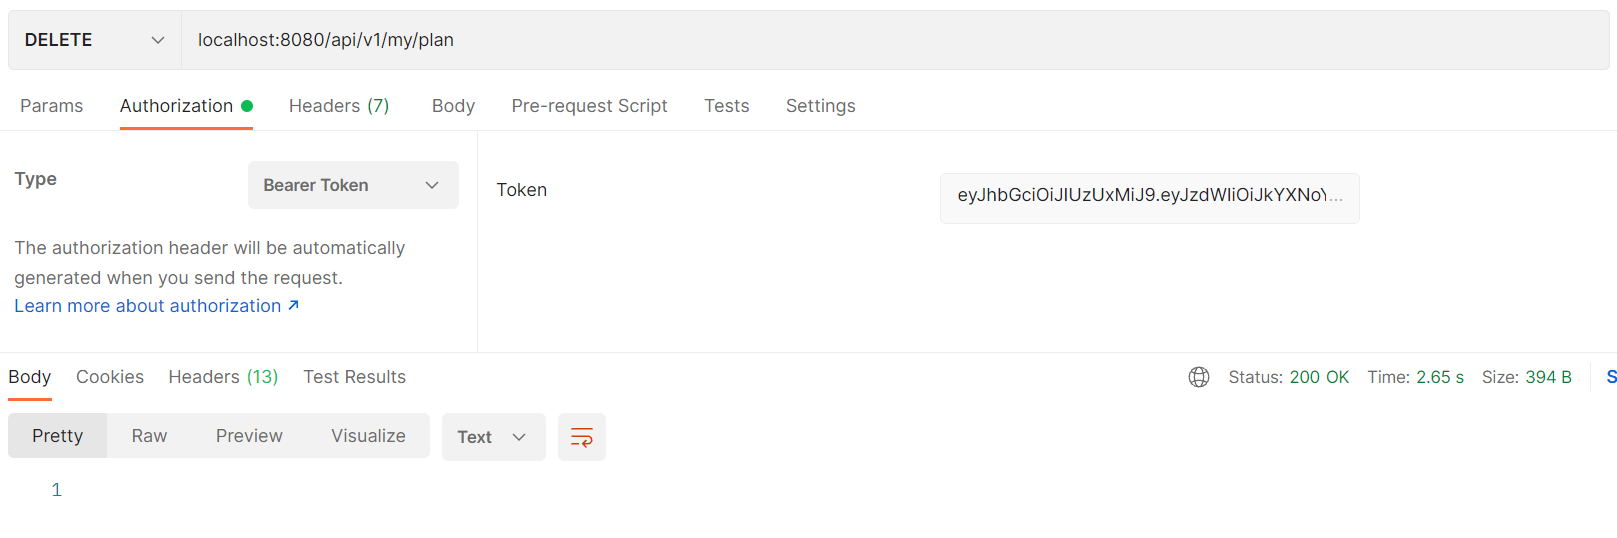 DELETE localhost:8080/api/v1/my/plan
Params Authorization Headers (7) Body Pre-request Script Tests Settings
Type Bearer Token
Token eyJhbGciOiJIUzUxMiJ9.eyJzdWIiOiJkYXNoY...
The authorization header will be automatically
generated when you send the request.
Learn more about authorization ↗
Body Cookies Headers (13) Test Results Status: 200 OK Time: 2.65 s Size: 394 B S
Pretty Raw Preview Visualize Text
1